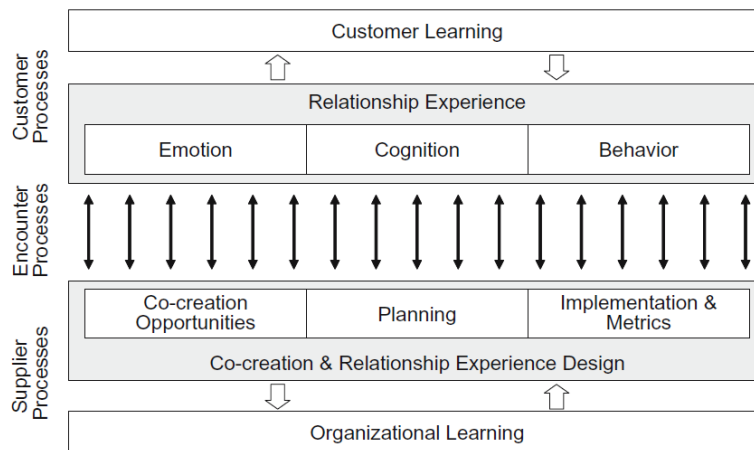 Customer Learning
Customer
Processes
Relationship Experience
Emotion
Cognition
Behavior
Encounter
Processes
Supplier
Processes
Co-creation
Opportunities
Planning
Implementation &
Metrics
Co-creation & Relationship Experience Design
Organizational Learning